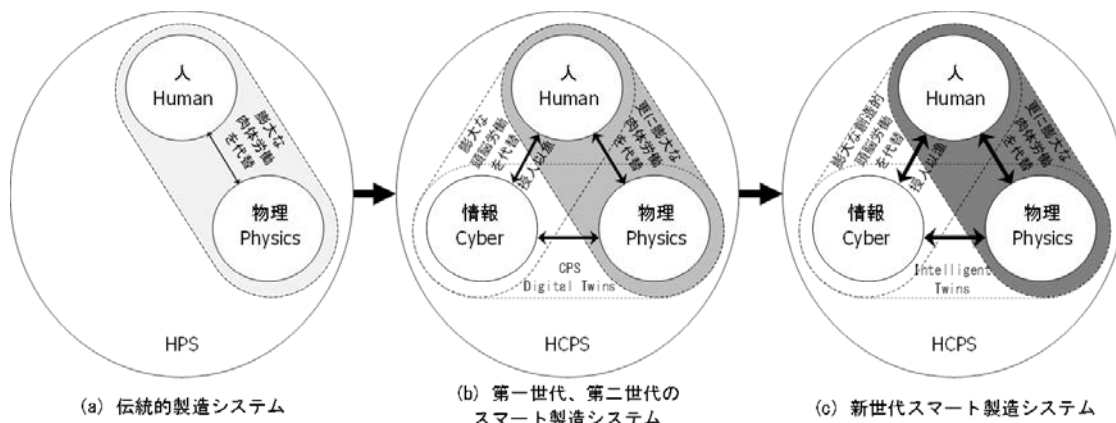 人
Human
膨大な
肉体労働
を代替
物理
Physics
HPS
(a) 伝統的製造システム
人
Human
膨大な
頭脳労働
を代替
授人以漁
更に膨大な
肉体労働
を代替
情報
Cyber
物理
Physics
CPS
Digital Twins
HCPS
(b) 第一世代、第二世代の
スマート製造システム
人
Human
膨大な創造的
頭脳労働
を代替
授人以漁
更に膨大な
肉体労働
を代替
情報
Cyber
物理
Physics
Intelligent
Twins
HCPS
(c) 新世代スマート製造システム